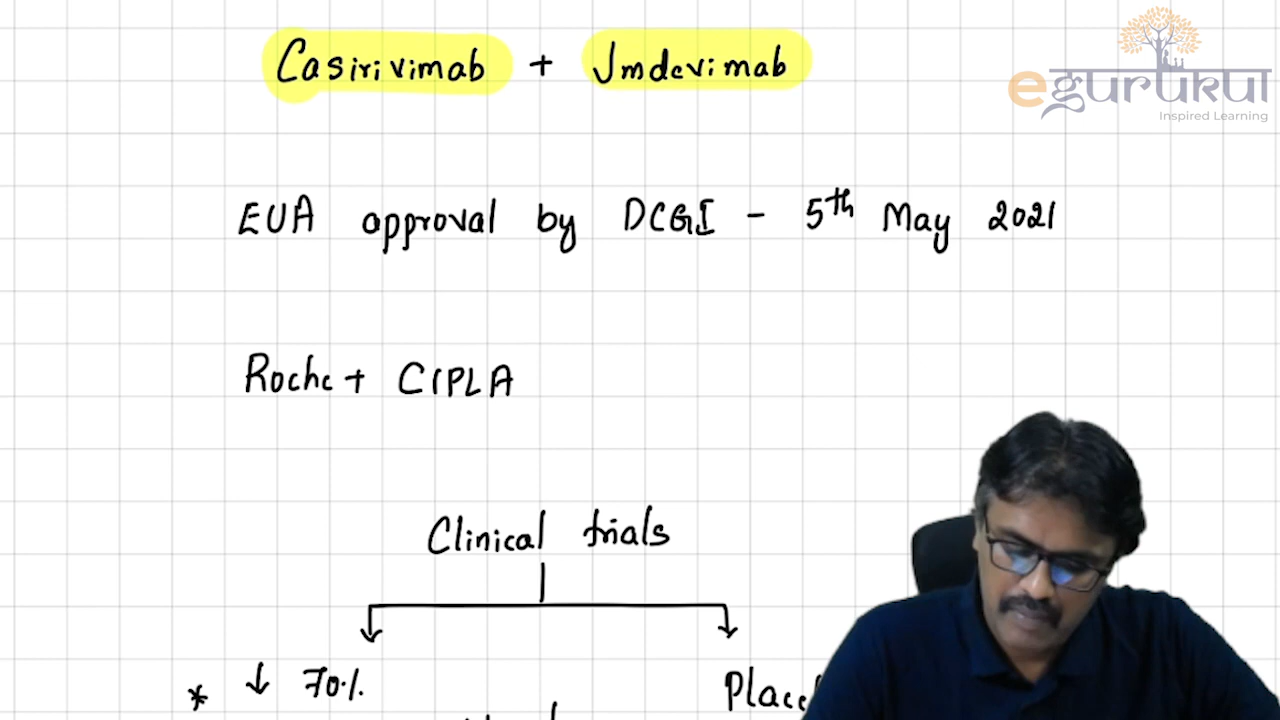 Casirivimab + Imdevimab
egurukul
Inspired Learning
EUA approval by DCGI - 5th May 2021
Roche + CIPLA
Clinical trials
* ↓ 70%.